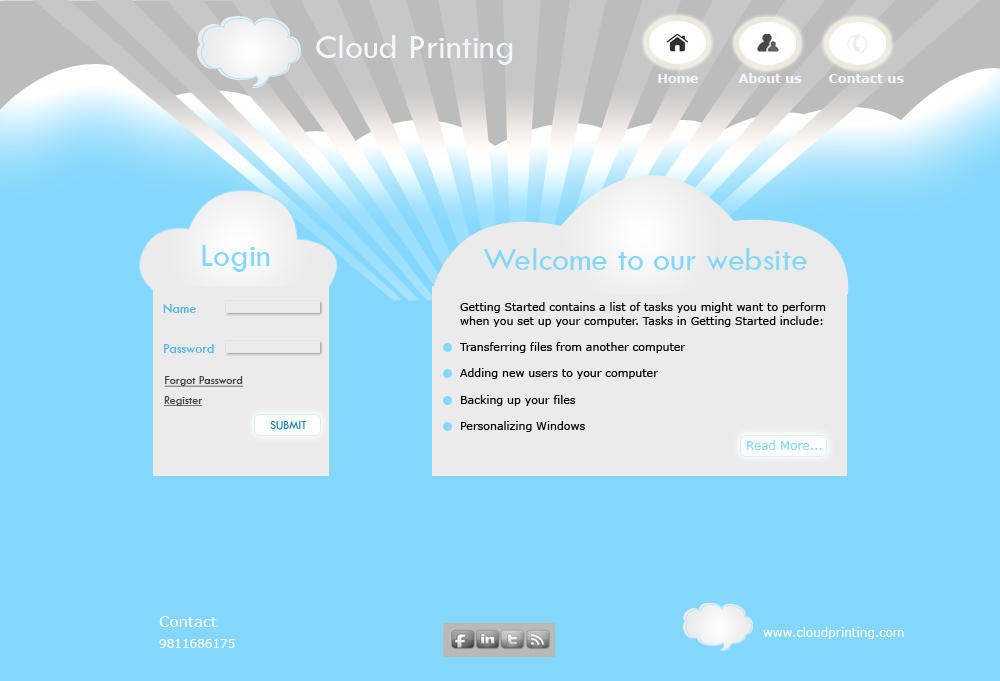 Cloud Printing
Home
About us
Contact us
Login
Name
Password
Forgot Password
Register
SUBMIT
Welcome to our website
Getting Started contains a list of tasks you might want to perform
when you set up your computer. Tasks in Getting Started include:
Transferring files from another computer
Adding new users to your computer
Backing up your files
Personalizing Windows
Read More...
Contact
9811686175
f in t
www.cloudprinting.com